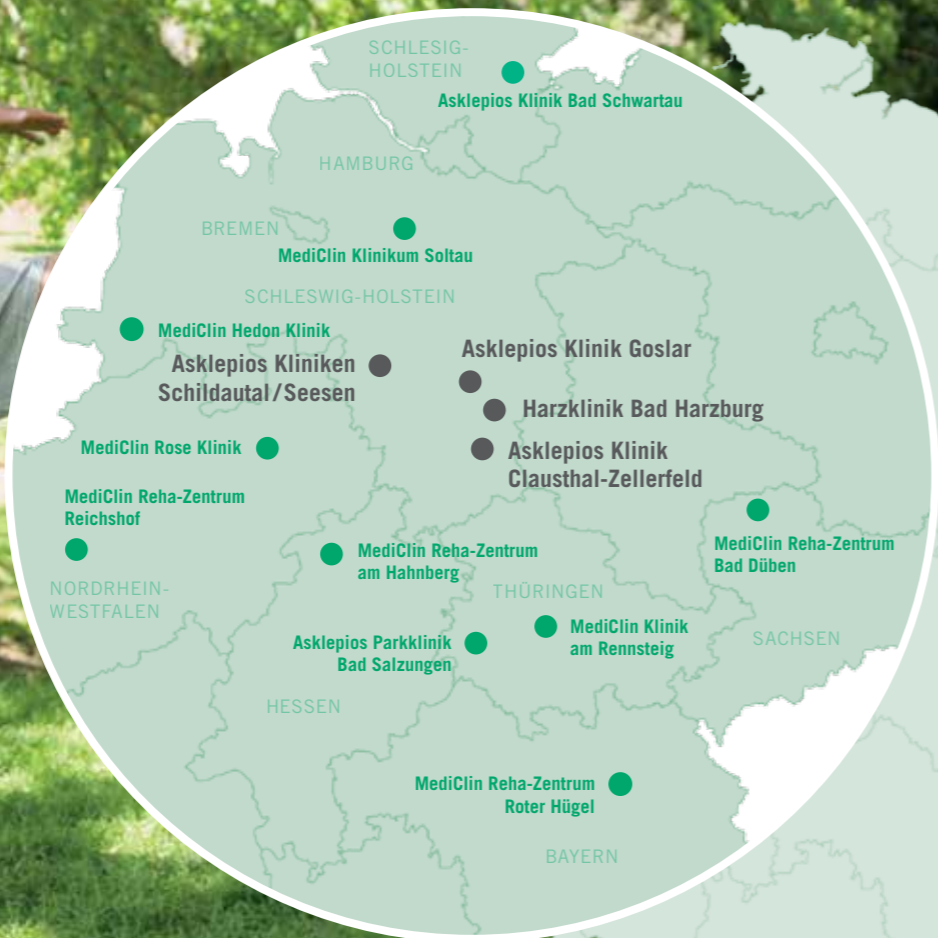 SCHLESIG-
HOLSTEIN
Asklepios Klinik Bad Schwartau
HAMBURG
BREMEN
MediClin Klinikum Soltau
SCHLESWIG-HOLSTEIN
MediClin Hedon Klinik
Asklepios Kliniken
Schildautal/Seesen
Asklepios Klinik Goslar
Harzklinik Bad Harzburg
Asklepios Klinik
Clausthal-Zellerfeld
MediClin Rose Klinik
MediClin Reha-Zentrum
Reichshof
NORDRHEIN-
WESTFALEN
MediClin Reha-Zentrum
am Hahnberg
MediClin Reha-Zentrum
Bad Düben
THÜRINGEN
MediClin Klinik
am Rennsteig
SACHSEN
Asklepios Parkklinik
Bad Salzungen
HESSEN
MediClin Reha-Zentrum
Roter Hügel
BAYERN